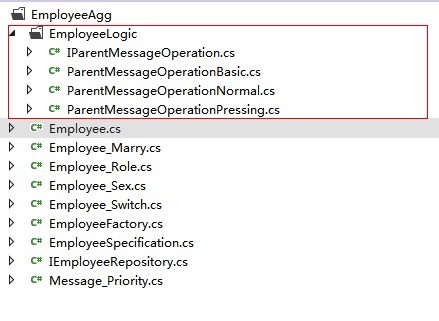 EmployeeAgg
EmployeeLogic
C# IParentMessageOperation.cs
C# ParentMessageOperationBasic.cs
C# ParentMessageOperationNormal.cs
C# ParentMessageOperationPressing.cs
C# Employee.cs
C# Employee_Marry.cs
C# Employee_Role.cs
C# Employee_Sex.cs
C# Employee_Switch.cs
C# EmployeeFactory.cs
C# EmployeeSpecification.cs
C# IEmployeeRepository.cs
C# Message_Priority.cs